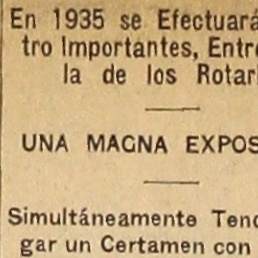 En 1935 se Efectuará
tro Importantes, Entre
la de los Rotari
UNA MAGNA EXPOS
Simultáneamente Tend
gar un Certamen con